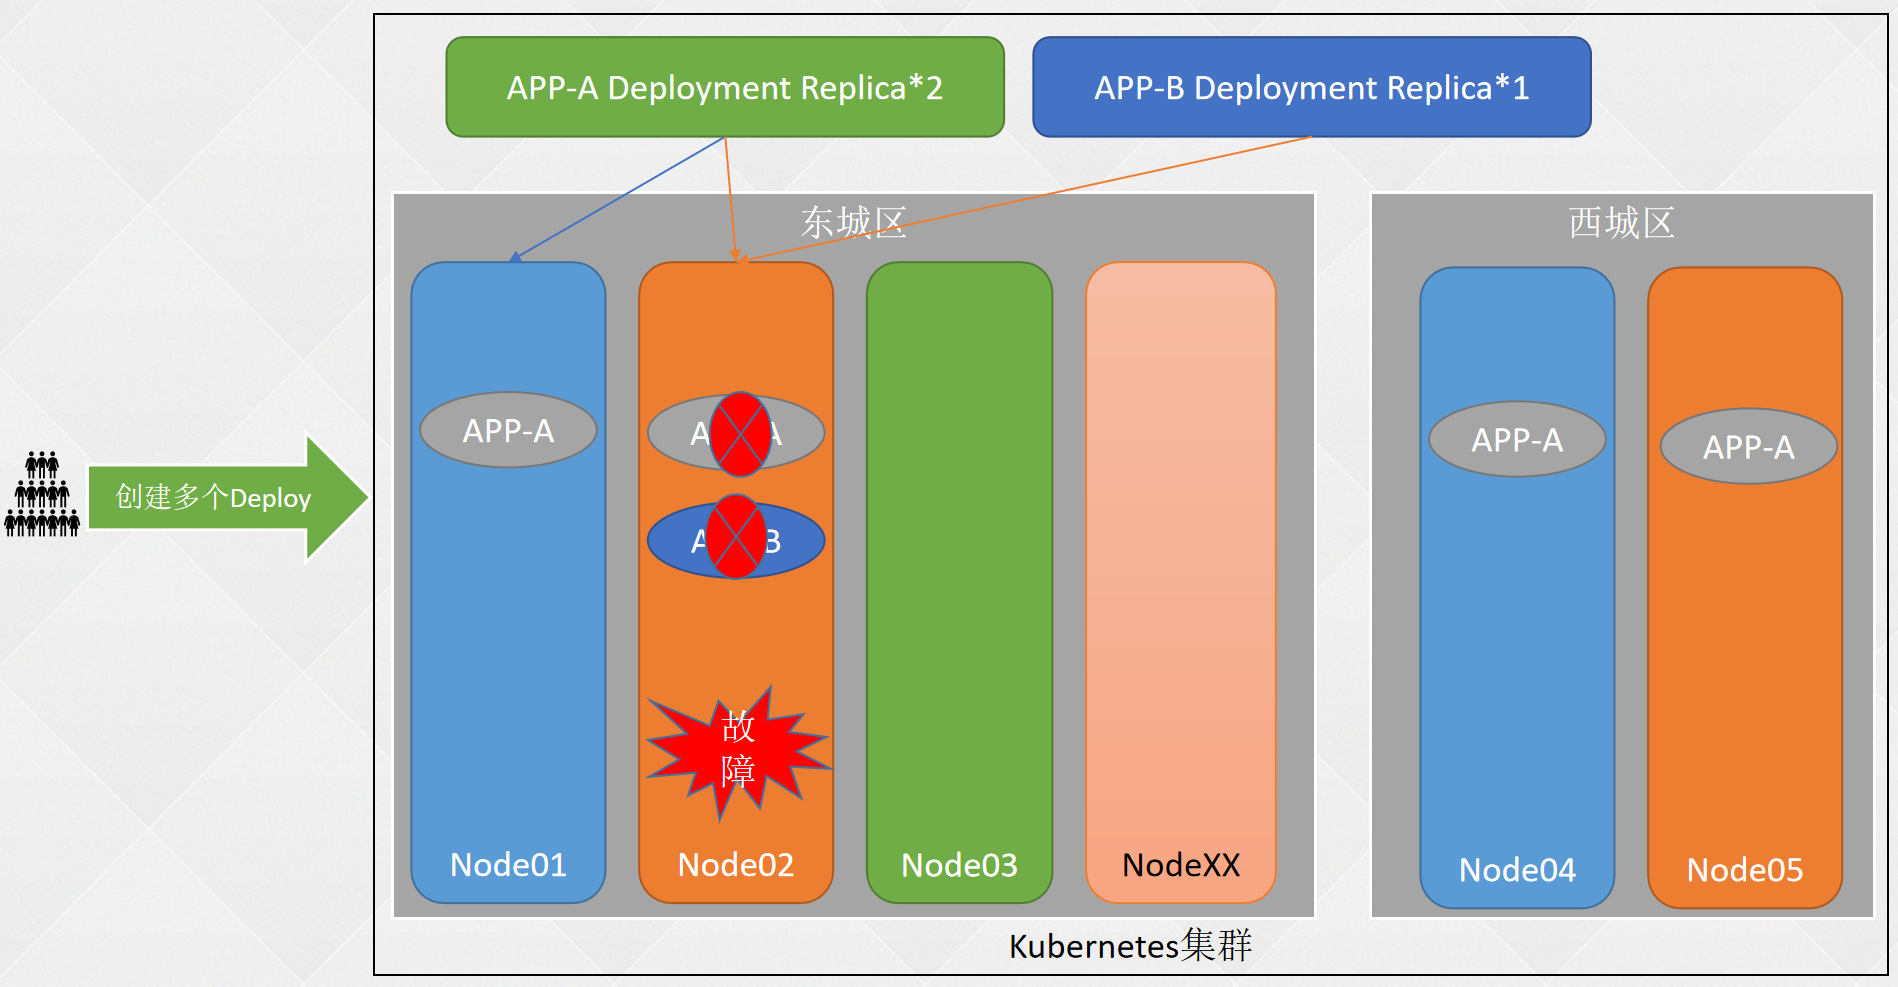 APP-A Deployment Replica*2
APP-B Deployment Replica*1
东城区
西城区
APP-A
A A
A B
APP-A
APP-A
创建多个Deploy
故
障
Node01
Node02
Node03
NodeXX
Node04
Node05
Kubernetes集群